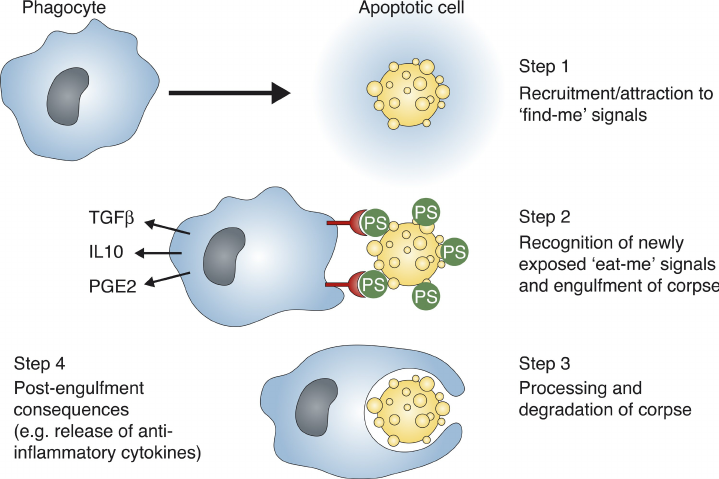 Phagocyte
Apoptotic cell
Step 1
Recruitment/attraction to
‘find-me’ signals
TGFβ
IL10
PGE2
PS
PS
PS
PS
PS
Step 2
Recognition of newly
exposed ‘eat-me’ signals
and engulfment of corpse
Step 3
Processing and
degradation of corpse
Step 4
Post-engulfment
consequences
(e.g. release of anti-
inflammatory cytokines)